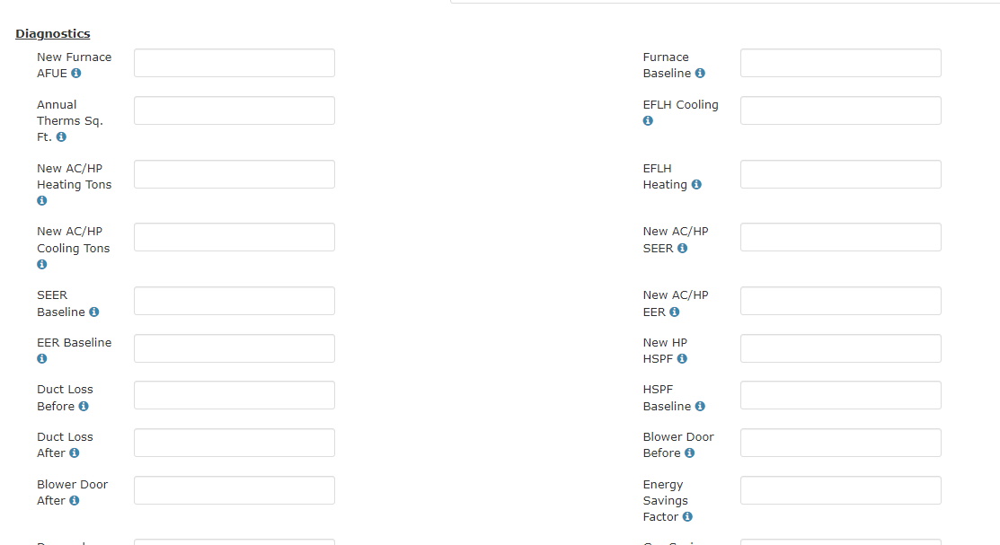 Diagnostics
New Furnace
AFUE
Furnace
Baseline
Annual
Therms Sq.
Ft.
EFLH Cooling
New AC/HP
Heating Tons
EFLH
Heating
New AC/HP
Cooling Tons
New AC/HP
SEER
SEER
Baseline
New AC/HP
EER
EER Baseline
New HP
HSPF
Duct Loss
Before
HSPF
Baseline
Duct Loss
After
Blower Door
Before
Blower Door
After
Energy
Savings
Factor